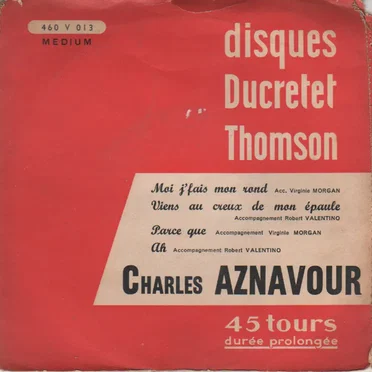 460 V 013
MEDIUM
disques
Ducretet
Thomson
Moi j'fais mon rond Acc. Virginie MORGAN
Viens au creux de mon épaule
Accompagnement Robert VALENTINO
Parce que Accompagnement Virginie MORGAN
Ah Accompagnement Robert VALENTINO
CHARLES AZNAVOUR
45 tours
durée prolongée